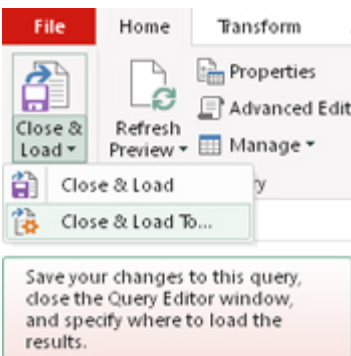 File Home Transform
Properties
Advanced Edit
Close &
Load
Refresh
Preview
Manage
Close & Load
Close & Load To...
Save your changes to this query,
close the Query Editor window,
and specify where to load the
results.